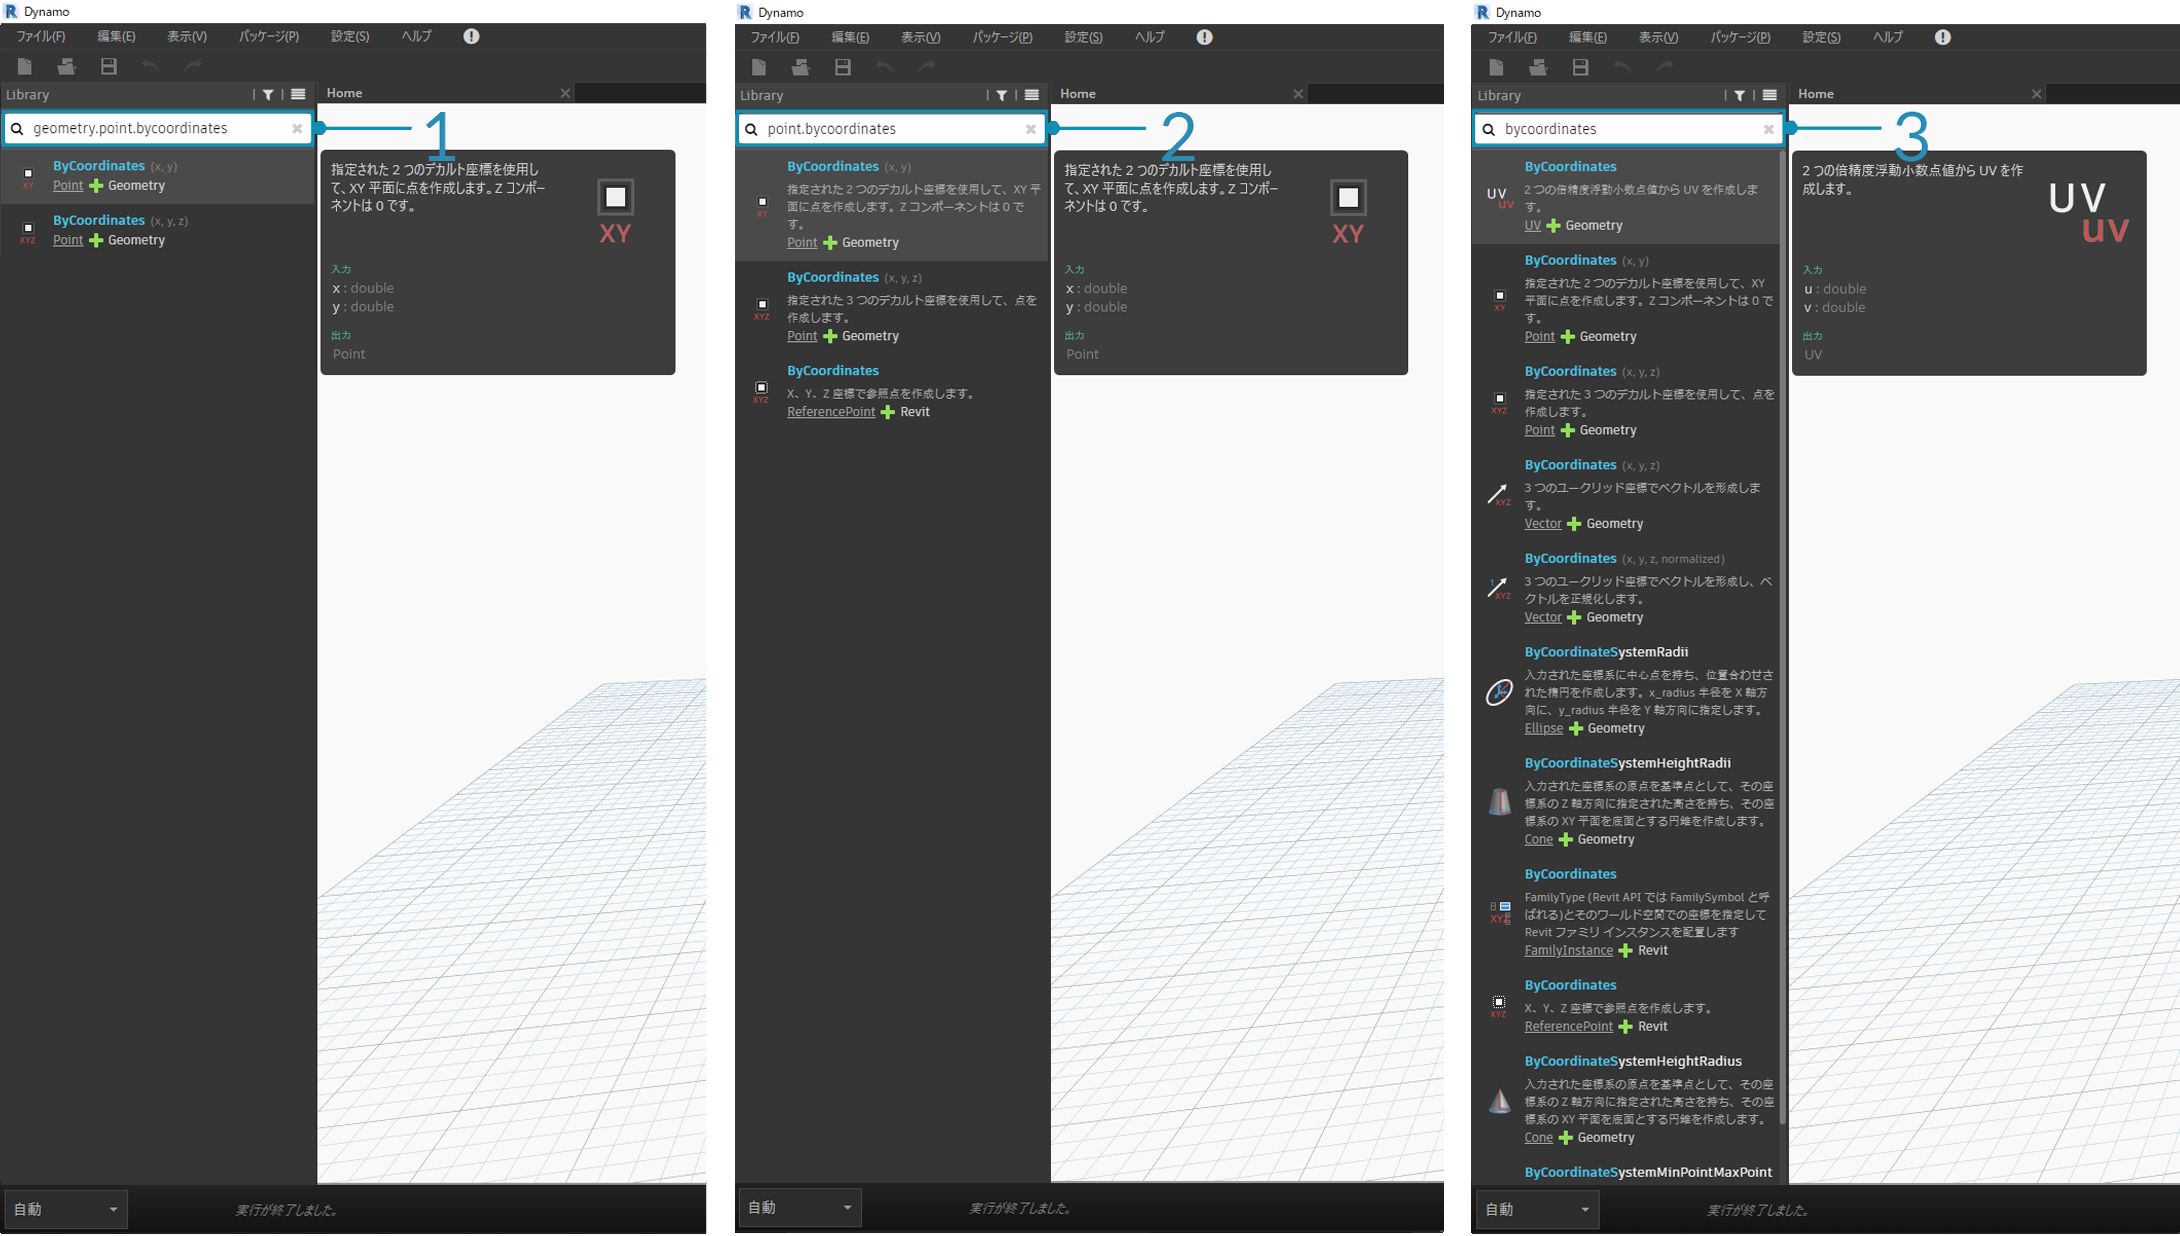 Dynamo
ファイル(F) 編集(E) 表示(V) パッケージ(P) 設定(S) ヘルプ
Library
Home
geometry.point.bycoordinates
1
ByCoordinates (x, y)
XY
Point Geometry
ByCoordinates (x, y, z)
XYZ
Point Geometry
指定された 2 つのデカルト座標を使用し
て、XY 平面に点を作成します。Z コンポー
ネントは 0 です。
XY
入力
x : double
y : double
出力
Point
自動
実行が終了しました。
Dynamo
ファイル(F) 編集(E) 表示(V) パッケージ(P) 設定(S) ヘルプ
Library
Home
point.bycoordinates
2
ByCoordinates (x, y)
指定された 2 つのデカルト座標を使用して、XY 平
面に点を作成します。Z コンポーネントは 0 で
す。
XY
Point Geometry
ByCoordinates (x, y, z)
指定された 3 つのデカルト座標を使用して、点を
作成します。
XYZ
Point Geometry
ByCoordinates
X、Y、Z 座標で参照点を作成します。
XYZ
ReferencePoint Revit
指定された 2 つのデカルト座標を使用し
て、XY 平面に点を作成します。Z コンポー
ネントは 0 です。
XY
入力
x : double
y : double
出力
Point
自動
実行が終了しました。
Dynamo
ファイル(F) 編集(E) 表示(V) パッケージ(P) 設定(S) ヘルプ
Library
Home
bycoordinates
3
ByCoordinates
2 つの倍精度浮動小数点値から UV を作成しま
す。
UV
uv
UV Geometry
ByCoordinates (x, y)
指定された 2 つのデカルト座標を使用して、XY
平面に点を作成します。Z コンポーネントは 0 で
す。
XY
Point Geometry
ByCoordinates (x, y, z)
指定された 3 つのデカルト座標を使用して、点を
作成します。
XYZ
Point Geometry
ByCoordinates (x, y, z)
3 つのユークリッド座標でベクトルを形成しま
す。
XYZ
Vector Geometry
ByCoordinates (x, y, z, normalized)
3 つのユークリッド座標でベクトルを形成し、ベ
クトルを正規化します。
1
XYZ
Vector Geometry
ByCoordinateSystemRadii
入力された座標系に中心点を持ち、位置合わせさ
れた楕円を作成します。x_radius 半径を X 軸方
向に、y_radius 半径を Y 軸方向に指定します。
Ellipse Geometry
ByCoordinateSystemHeightRadii
入力された座標系の原点を基準点として、その座
標系の Z 軸方向に指定された高さを持ち、その座
標系の XY 平面を底面とする円錐を作成します。
Cone Geometry
ByCoordinates
FamilyType (Revit API では FamilySymbol と呼
ばれる)とそのワールド空間での座標を指定して
Revit ファミリ インスタンスを配置します
XYZ
FamilyInstance Revit
ByCoordinates
X、Y、Z 座標で参照点を作成します。
XYZ
ReferencePoint Revit
ByCoordinateSystemHeightRadius
入力された座標系の原点を基準点として、その座
標系の Z 軸方向に指定された高さを持ち、その座
標系の XY 平面を底面とする円錐を作成します。
Cone Geometry
ByCoordinateSystemMinPointMaxPoint
2 つの倍精度浮動小数点値から UV を作
成します。
UV
uv
入力
u : double
v : double
出力
UV
自動
実行が終了しました。